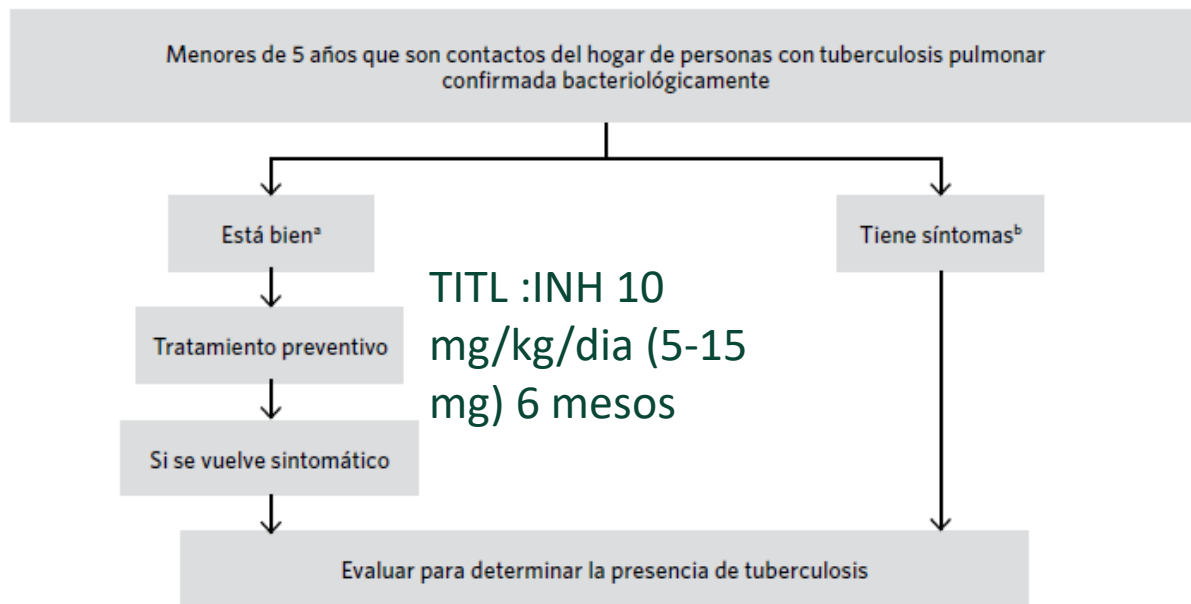 Menores de 5 años que son contactos del hogar de personas con tuberculosis pulmonar
confirmada bacteriológicamente
Está bienᵃ
Tiene síntomasᵇ
TITL :INH 10
mg/kg/dia (5-15
mg) 6 mesos
Tratamiento preventivo
Si se vuelve sintomático
Evaluar para determinar la presencia de tuberculosis